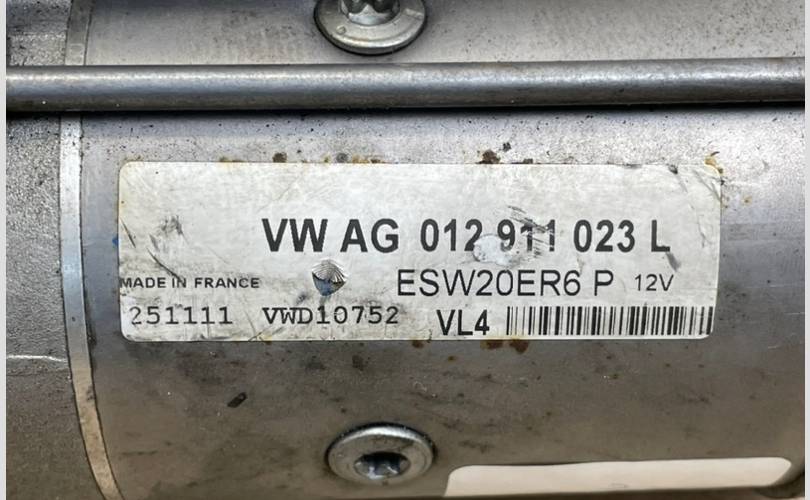 VW AG 012 911 023 L
MADE IN FRANCE ESW20ER6 P 12V
251111 VWD10752 VL4